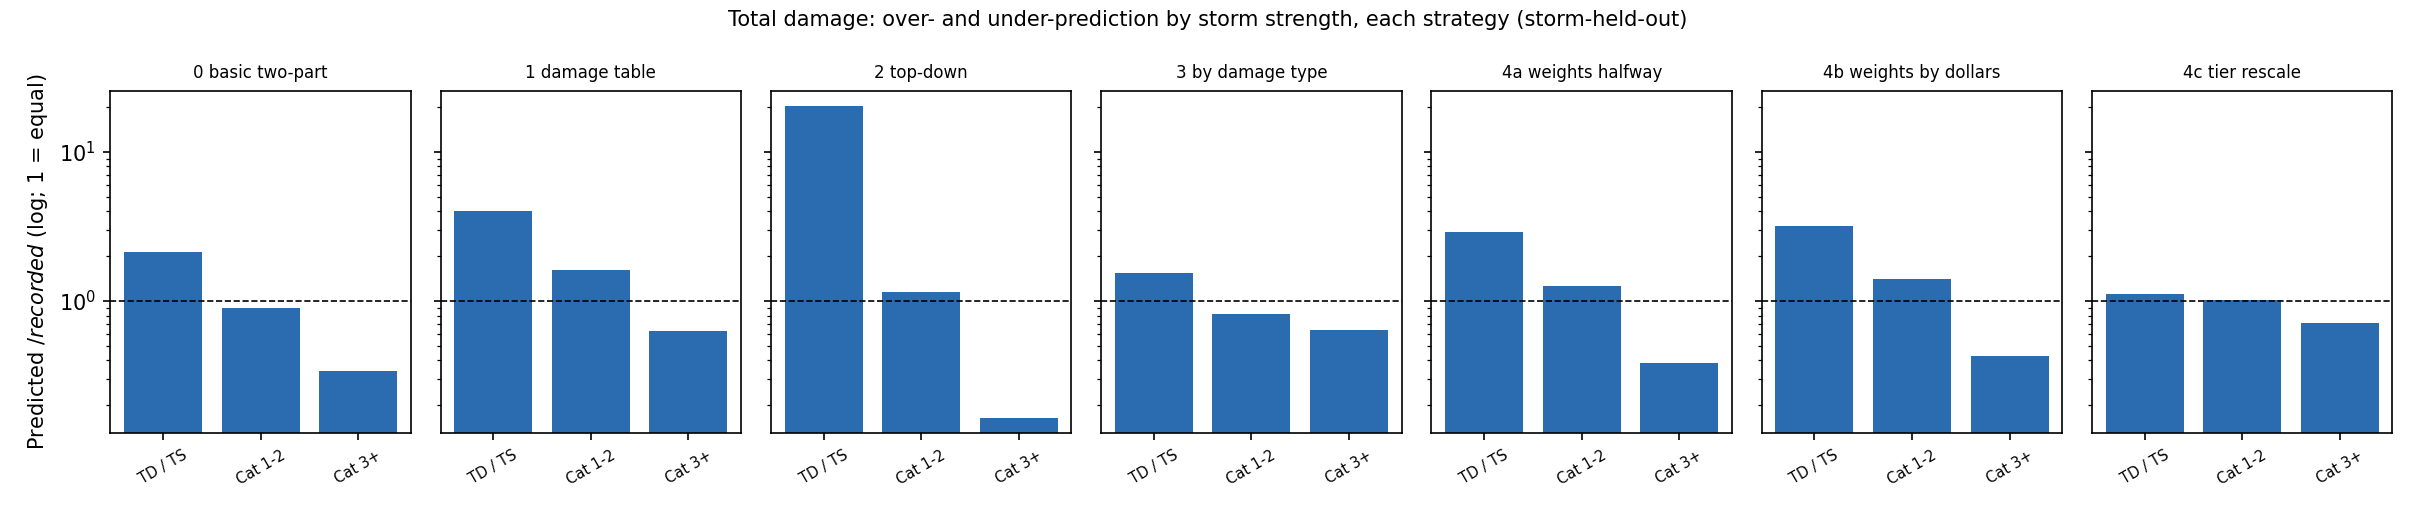 Total damage: over- and under-prediction by storm strength, each strategy (storm-held-out)
Predicted /recorded (log; 1 = equal)
10¹
10⁰
0 basic two-part
TD / TS
Cat 1-2
Cat 3+
1 damage table
TD / TS
Cat 1-2
Cat 3+
2 top-down
TD / TS
Cat 1-2
Cat 3+
3 by damage type
TD / TS
Cat 1-2
Cat 3+
4a weights halfway
TD / TS
Cat 1-2
Cat 3+
4b weights by dollars
TD / TS
Cat 1-2
Cat 3+
4c tier rescale
TD / TS
Cat 1-2
Cat 3+